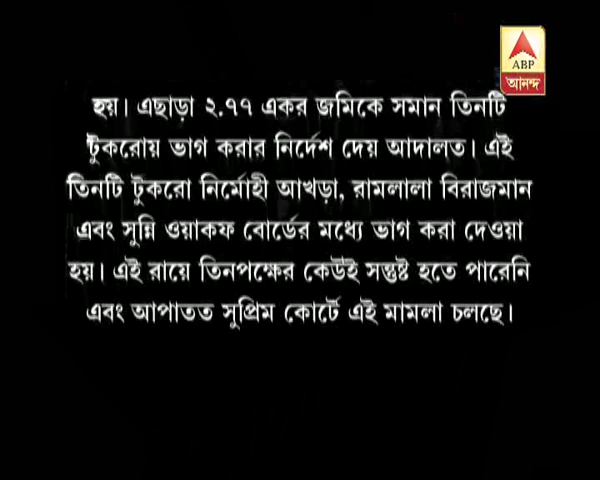 ABP
আনন্দ
হয়। এছাড়া ২.৭৭ একর জমিকে সমান তিনটি
টুকরোয় ভাগ করার নির্দেশ দেয় আদালত। এই
তিনটি টুকরো নির্মোহী আখড়া, রামলালা বিরাজমান
এবং সুন্নি ওয়াকফ বোর্ডের মধ্যে ভাগ করা দেওয়া
হয়। এই রায়ে তিনপক্ষের কেউই সন্তুষ্ট হতে পারেনি
এবং আপাতত সুপ্রিম কোর্টে এই মামলা চলছে।